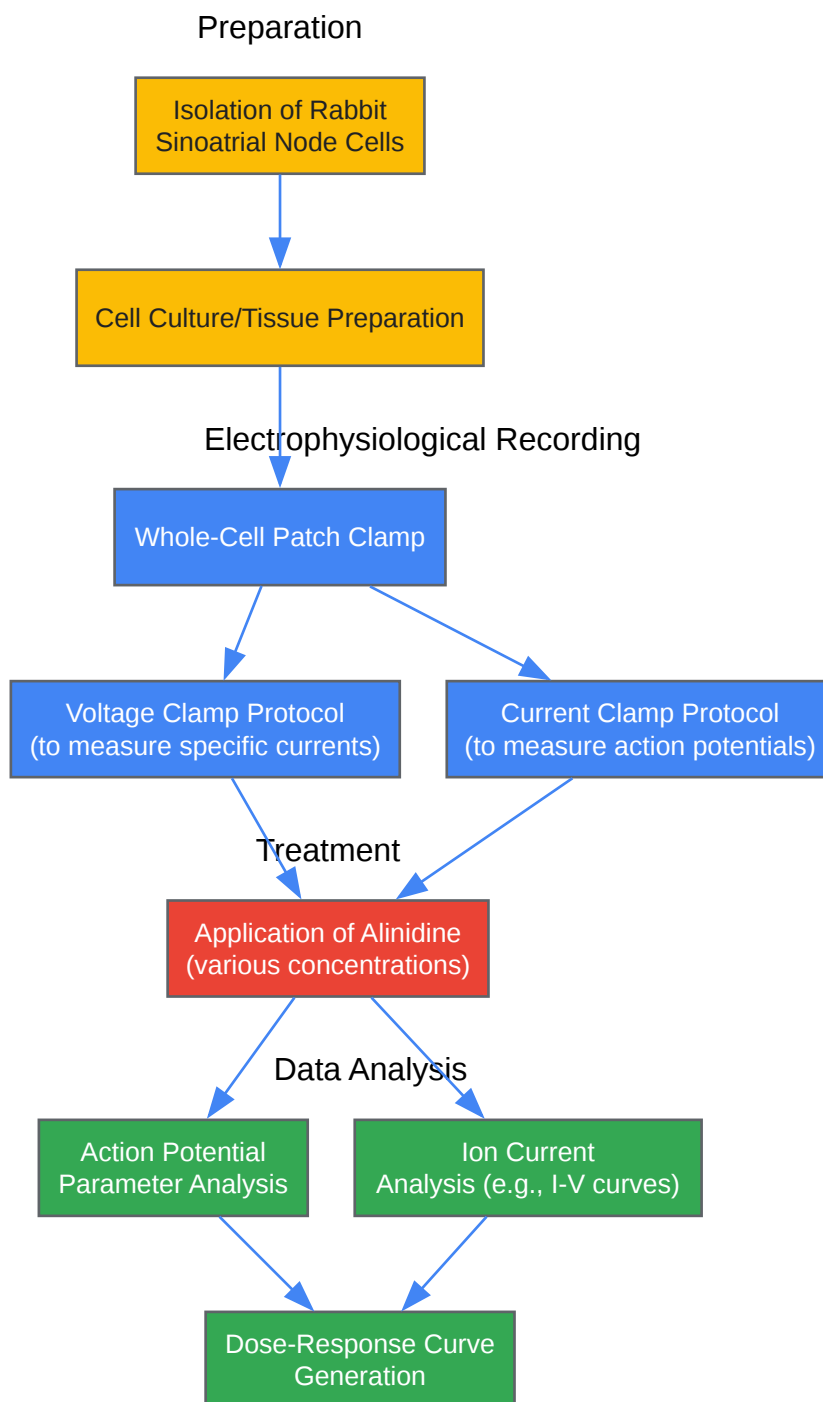 Preparation
Isolation of Rabbit
Sinoatrial Node Cells
Cell Culture/Tissue Preparation
Electrophysiological Recording
Whole-Cell Patch Clamp
Voltage Clamp Protocol
(to measure specific currents)
Current Clamp Protocol
(to measure action potentials)
Treatment
Application of Alinidine
(various concentrations)
Data Analysis
Action Potential
Parameter Analysis
Ion Current
Analysis (e.g., I-V curves)
Dose-Response Curve
Generation